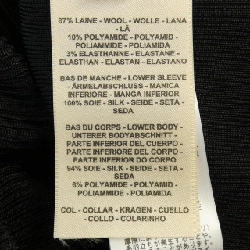 87% LAINE - WOOL - WOLLE - LANA
- LÃ
10% POLYAMIDE - POLYAMID -
POLIAMMIDE - POLIAMIDA
3% ELASTHANNE - ELASTANE -
ELASTHAN - ELASTAN - ELASTANO
BAS DE MANCHE - LOWER SLEEVE
- ÄRMELABSCHLUSS - MANICA
INFERIOR - MANGA INFERIOR
100% SOIE - SILK - SEIDE - SETA -
SEDA
BAS DU CORPS - LOWER BODY -
UNTERER BODYABSCHNITT -
PARTE INFERIOR DEL CUERPO -
PARTE INFERIORE DEL CORPO -
PARTE INFERIOR DO CORPO
94% SOIE - SILK - SEIDE - SETA -
SEDA
6% POLYAMIDE - POLYAMID -
POLIAMMIDE - POLIAMIDA
COL - COLLAR - KRAGEN - CUELLO
- COLLO - COLARINHO